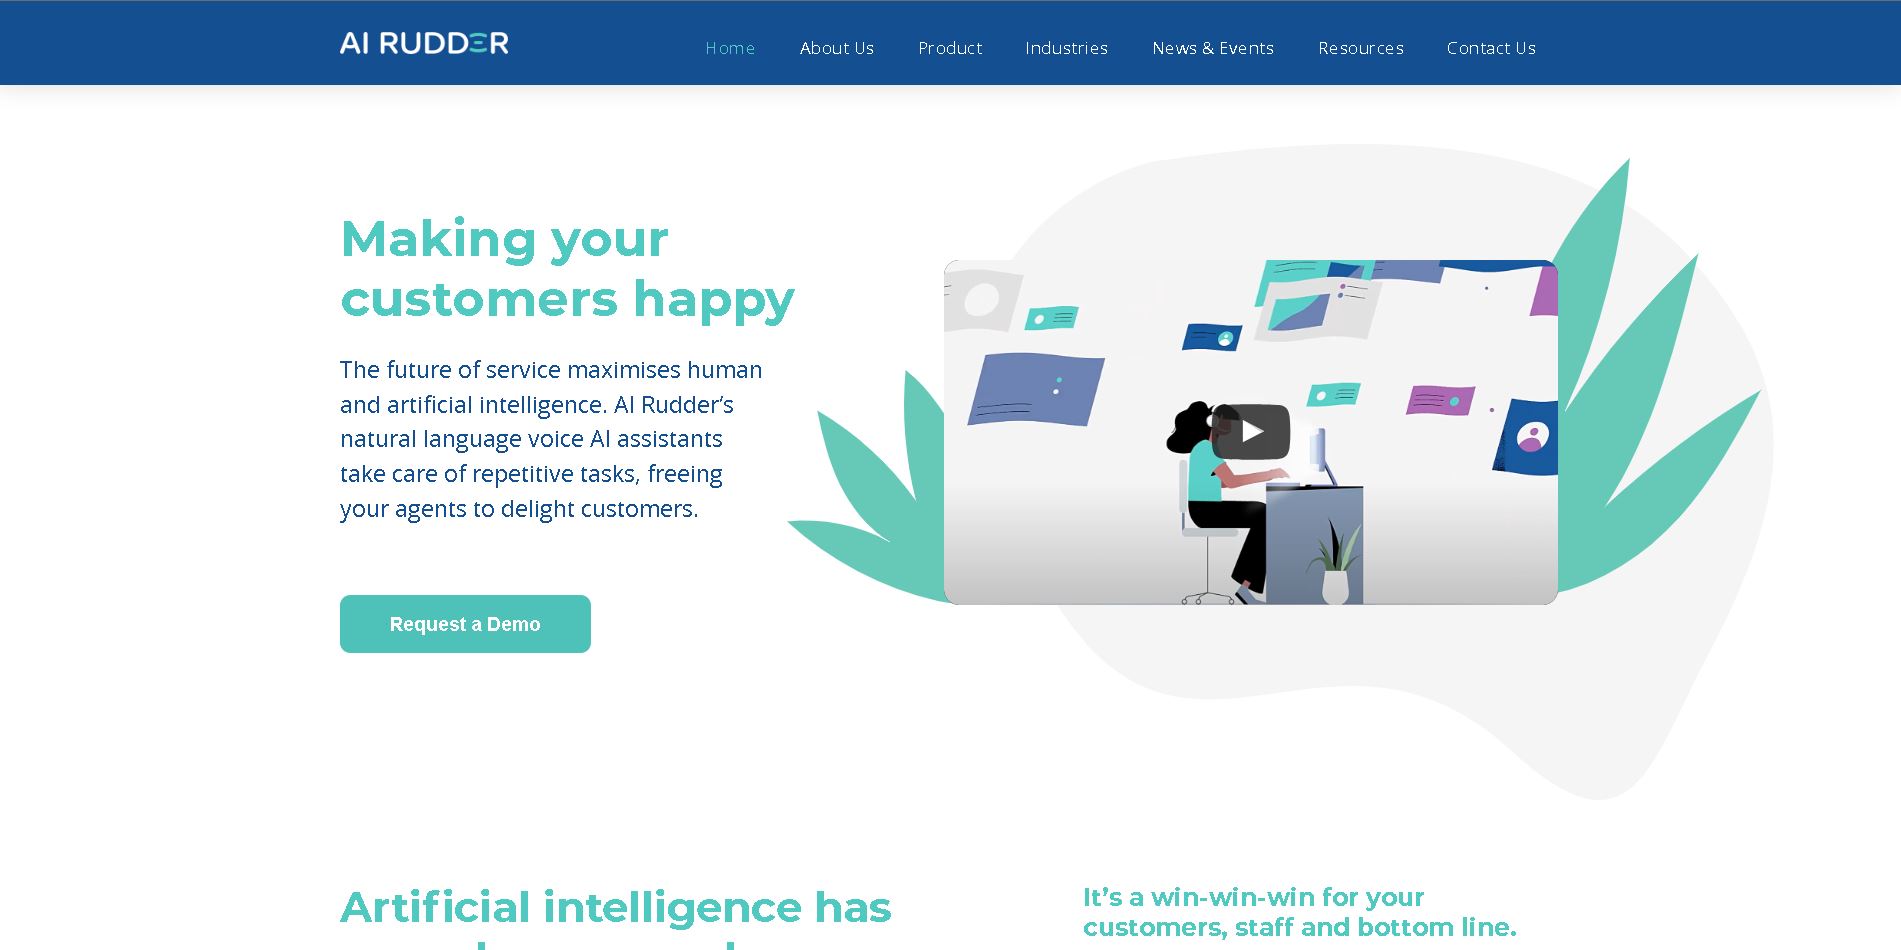 AI RUDDER
Home About Us Product Industries News & Events Resources Contact Us
Making your
customers happy
The future of service maximises human
and artificial intelligence. AI Rudder’s
natural language voice AI assistants
take care of repetitive tasks, freeing
your agents to delight customers.
Request a Demo
Artificial intelligence has
It’s a win-win-win for your
customers, staff and bottom line.